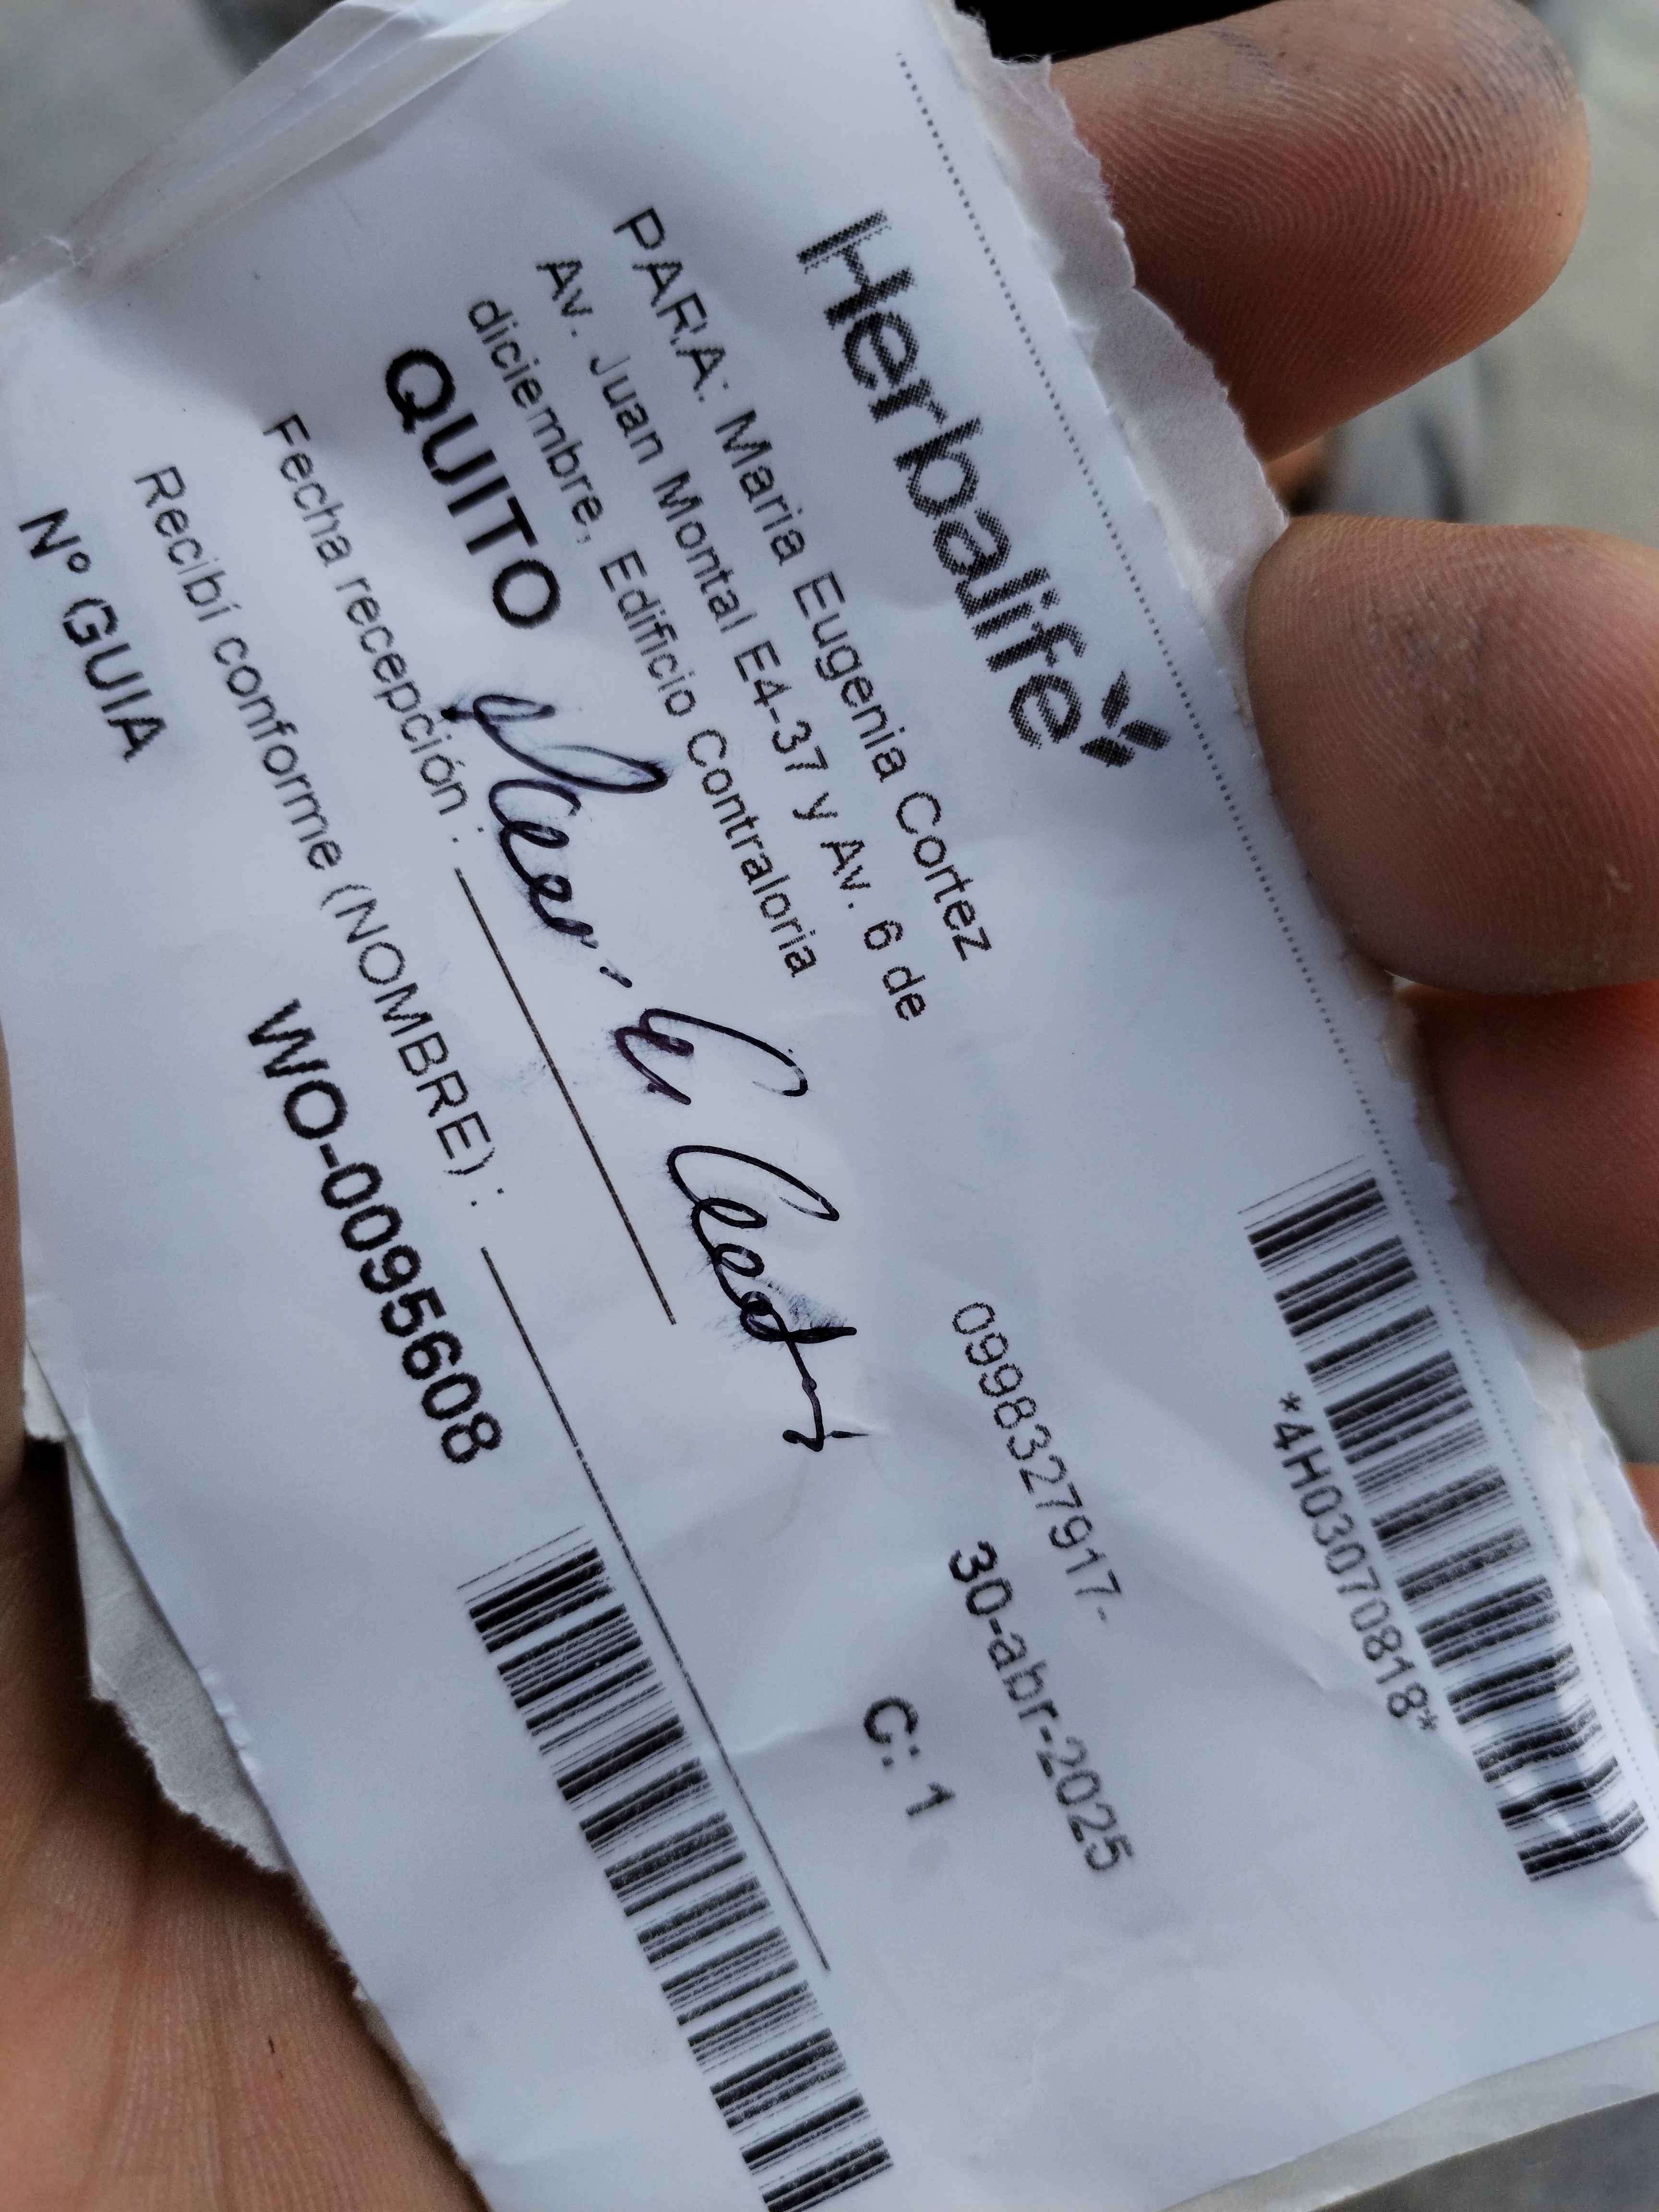 Herbalife
*4H03070818*
PARA: Maria Eugenia Cortez
0998327917-
Av. Juan Montal E4-37 y Av. 6 de
diciembre, Edificio Contraloria
30-abr-2025
QUITO
C: 1
Fecha recepción :
Recibí conforme (NOMBRE) :
Nº GUIA
WO-0095608